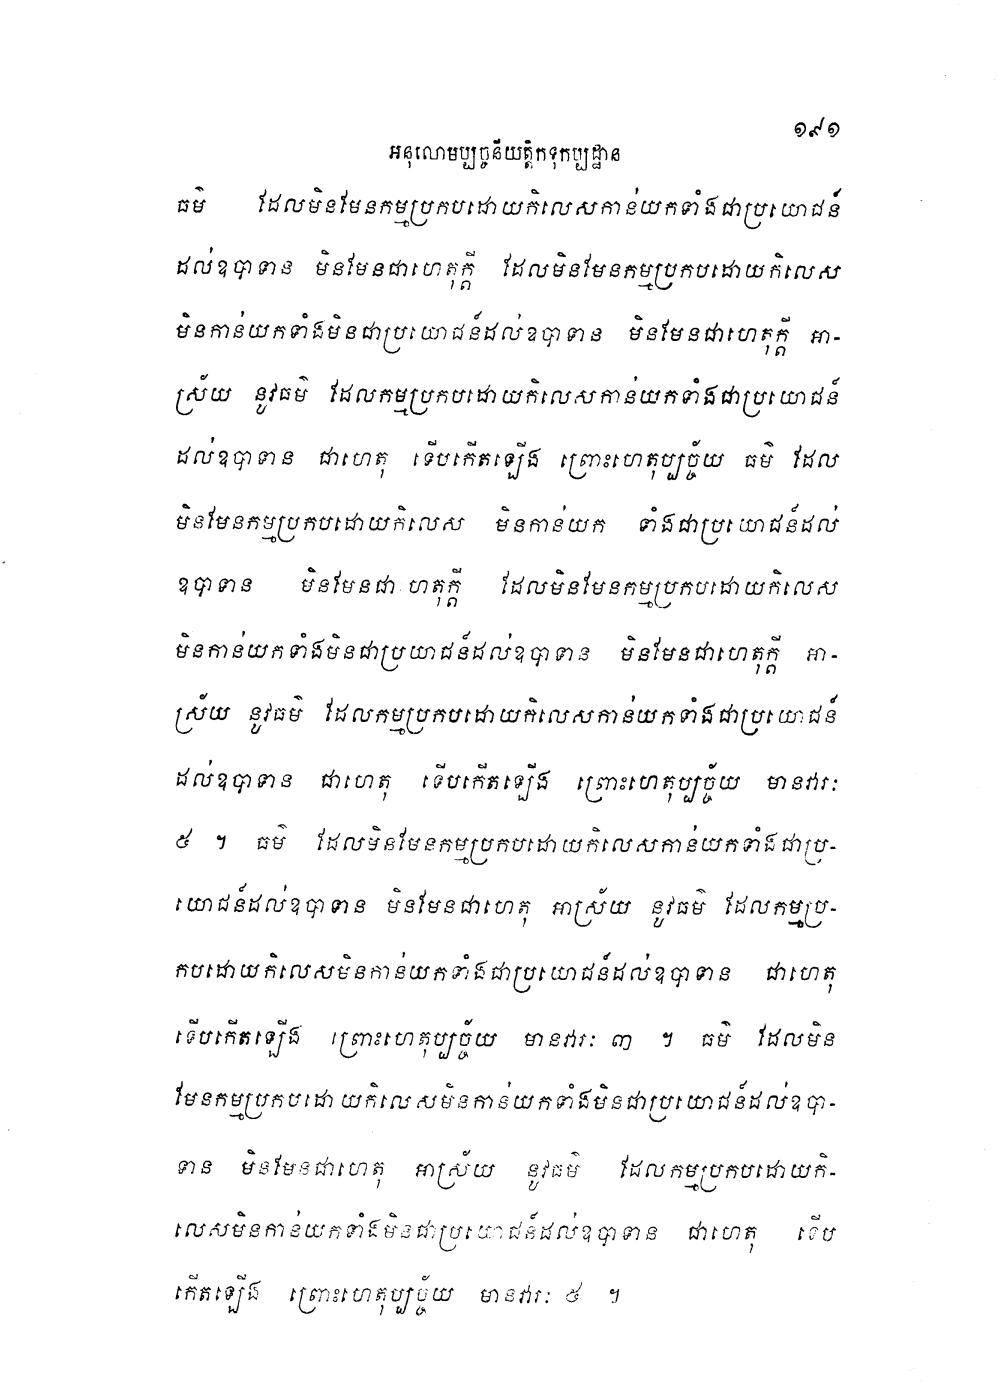 ១៩១
អនុលោមប្បច្ចនីយត្តិកទុកប្បដ្ឋាន
ធម៌ ដែលមិនមែនកម្មប្រកបដោយកិលេសកាន់យកទាំងជាប្រយោជន៍
ដល់ឧបាទាន មិនមែនជាហេតុក្តី ដែលមិនមែនកម្មប្រកបដោយកិលេស
មិនកាន់យកទាំងមិនជាប្រយោជន៍ដល់ឧបាទាន មិនមែនជាហេតុក្តី អា-
ស្រ័យ នូវធម៌ ដែលកម្មប្រកបដោយកិលេសកាន់យកទាំងជាប្រយោជន៍
ដល់ឧបាទាន ជាហេតុ ទើបកើតឡើង ព្រោះហេតុប្បច្ច័យ ធម៌ ដែល
មិនមែនកម្មប្រកបដោយកិលេស មិនកាន់យក ទាំងជាប្រយោជន៍ដល់
ឧបាទាន មិនមែនជា ហតុក្តី ដែលមិនមែនកម្មប្រកបដោយកិលេស
មិនកាន់យកទាំងមិនជាប្រយោជន៍ដល់ឧបាទាន មិនមែនជាហេតុក្តី អា-
ស្រ័យ នូវធម៌ ដែលកម្មប្រកបដោយកិលេសកាន់យកទាំងជាប្រយោជន៍
ដល់ឧបាទាន ជាហេតុ ទើបកើតឡើង ព្រោះហេតុប្បច្ច័យ មានវារៈ
៥ ។ ធម៌ ដែលមិនមែនកម្មប្រកបដោយកិលេសកាន់យកទាំងជាប្រ-
យោជន៍ដល់ឧបាទាន មិនមែនជាហេតុ អាស្រ័យ នូវធម៌ ដែលកម្មប្រ-
កបដោយកិលេសមិនកាន់យកទាំងជាប្រយោជន៍ដល់ឧបាទាន ជាហេតុ
ទើបកើតឡើង ព្រោះហេតុប្បច្ច័យ មានវារៈ ៣ ។ ធម៌ ដែលមិន
មែនកម្មប្រកបដោយកិលេសមិនកាន់យកទាំងមិនជាប្រយោជន៍ដល់ឧបា-
ទាន មិនមែនជាហេតុ អាស្រ័យ នូវធម៌ ដែលកម្មប្រកបដោយកិ-
លេសមិនកាន់យកទាំងមិនជាប្រយោជន៍ដល់ឧបាទាន ជាហេតុ ទើប
កើតឡើង ព្រោះហេតុប្បច្ច័យ មានវារៈ ៥ ។